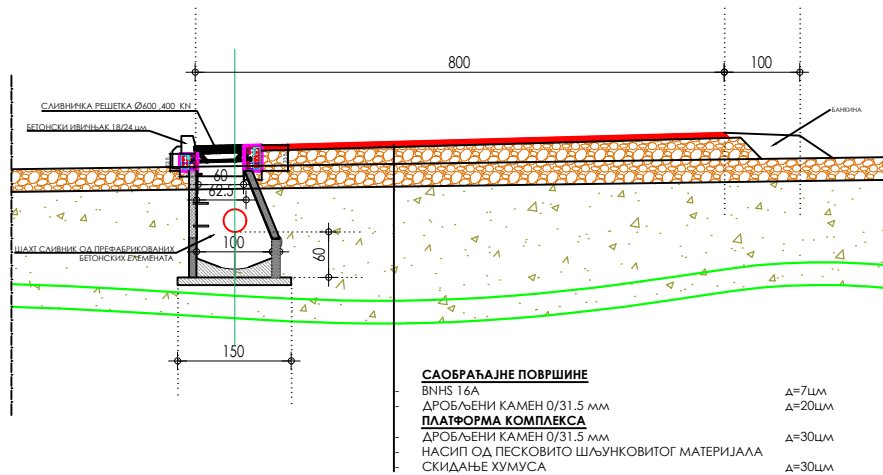 800
100
СЛИВНИЧКА РЕШЕТКА Ø600 ,400 KN
БЕТОНСКИ ИВИЧЊАК 18/24 цм
БАНКИНА
60
62.5
ШАХТ СЛИВНИК ОД ПРЕФАБРИКОВАНИХ
БЕТОНСКИХ ЕЛЕМЕНАТА
100
60
150
САОБРАЋАЈНЕ ПОВРШИНЕ
- BNHS 16A д=7ЦМ
- ДРОБЉЕНИ КАМЕН 0/31.5 мм д=20ЦМ
ПЛАТФОРМА КОМПЛЕКСА
- ДРОБЉЕНИ КАМЕН 0/31.5 мм д=30ЦМ
- НАСИП ОД ПЕСКОВИТО ШЉУНКОВИТОГ МАТЕРИЈАЛА
- СКИДАЊЕ ХУМУСА д=30ЦМ